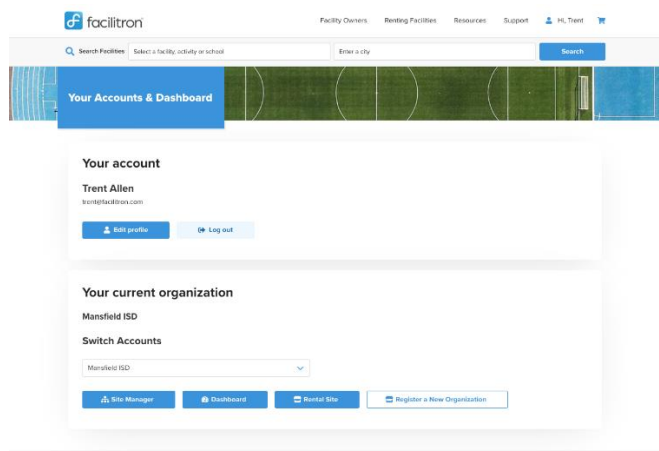 facilitron
Facility Owners Renting Facilities Resources Support Hi, Trent
Search Facilities Select a facility, activity or school Enter a city Search
Your Accounts & Dashboard
Your account
Trent Allen
trent@facilitron.com
Edit profile Log out
Your current organization
Mansfield ISD
Switch Accounts
Mansfield ISD
Site Manager Dashboard Rental Site Register a New Organization